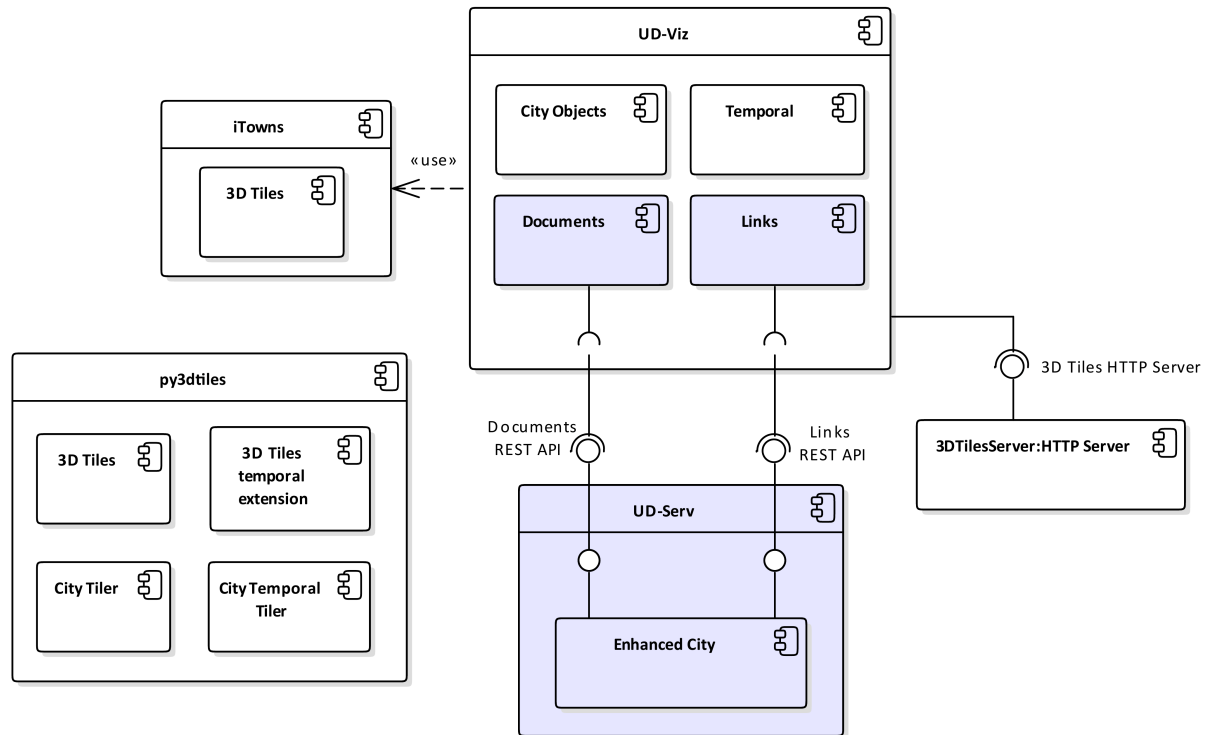 UD-Viz
City Objects
Temporal
iTowns
«use»
3D Tiles
Documents
Links
py3dtiles
3D Tiles HTTP Server
Documents
REST API
Links
REST API
3DTilesServer:HTTP Server
3D Tiles
3D Tiles
temporal
extension
UD-Serv
City Tiler
City Temporal
Tiler
Enhanced City